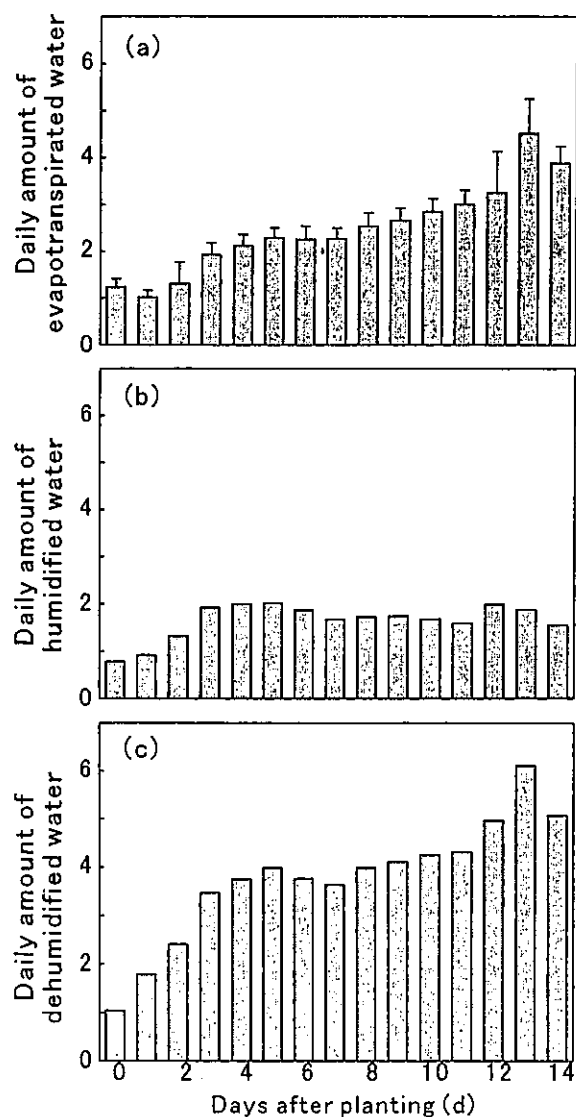 (a)
Daily amount of
evapotranspirated water
6
4
2
0
(b)
Daily amount of
humidified water
6
4
2
0
(c)
Daily amount of
dehumidified water
6
4
2
0
0 2 4 6 8 10 12 14
Days after planting (d)